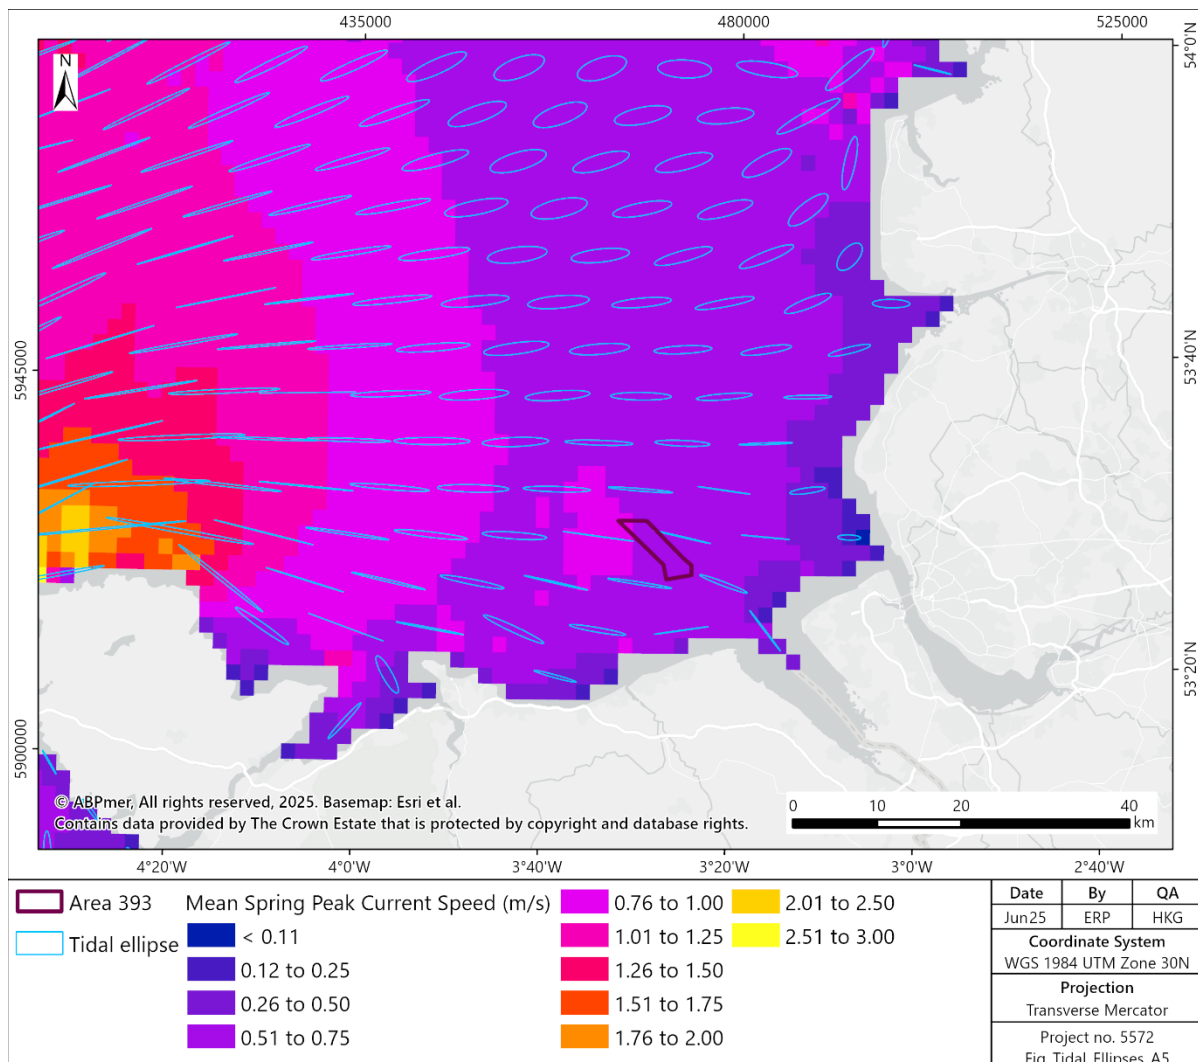 435000 480000 525000
N
54°0'N
5945000
53°40'N
53°20'N
5900000
© ABPmer, All rights reserved, 2025. Basemap: Esri et al.
Contains data provided by The Crown Estate that is protected by copyright and database rights.
0 10 20 40
km
4°20'W 4°0'W 3°40'W 3°20'W 3°0'W 2°40'W
Area 393
Tidal ellipse
Mean Spring Peak Current Speed (m/s)
< 0.11
0.12 to 0.25
0.26 to 0.50
0.51 to 0.75
0.76 to 1.00
1.01 to 1.25
1.26 to 1.50
1.51 to 1.75
1.76 to 2.00
2.01 to 2.50
2.51 to 3.00
Date By QA
Jun25 ERP HKG
Coordinate System
WGS 1984 UTM Zone 30N
Projection
Transverse Mercator
Project no. 5572
Fig_Tidal_Ellipses_A5